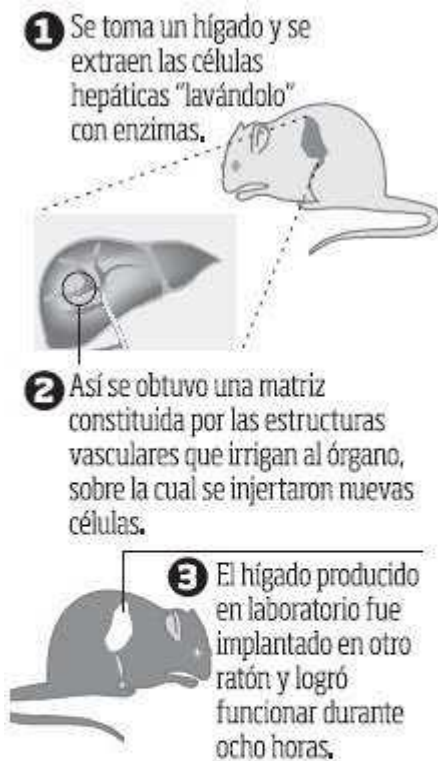 1 Se toma un hígado y se
extraen las células
hepáticas "lavándolo"
con enzimas.
2 Así se obtuvo una matriz
constituida por las estructuras
vasculares que irrigan al órgano,
sobre la cual se injertaron nuevas
células.
3 El hígado producido
en laboratorio fue
implantado en otro
ratón y logró
funcionar durante
ocho horas.